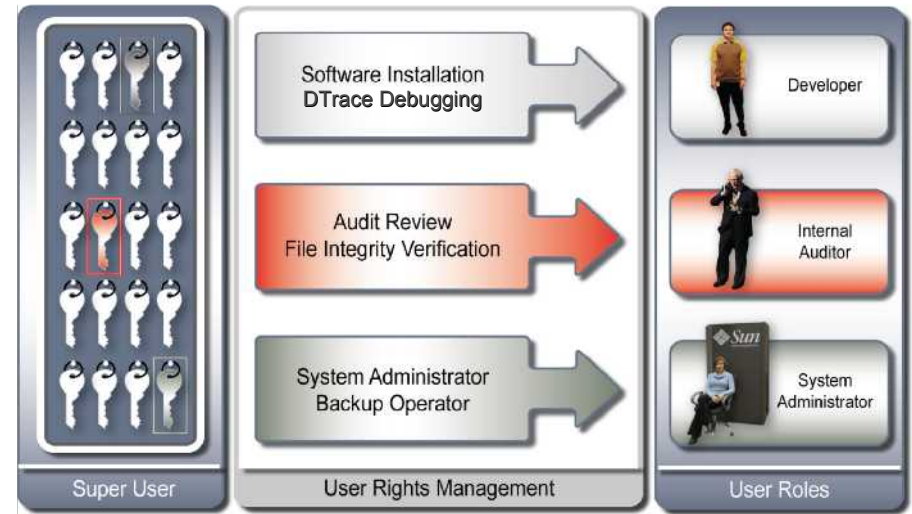 Software Installation
DTrace Debugging
Developer
Audit Review
File Integrity Verification
Internal
Auditor
Sun
System Administrator
Backup Operator
System
Administrator
Super User
User Rights Management
User Roles